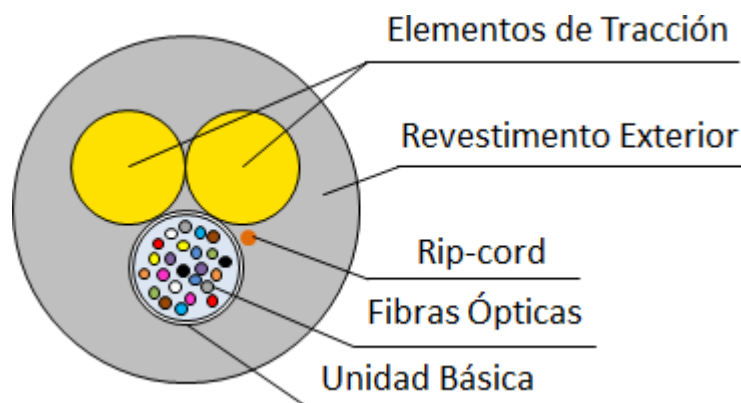 Elementos de Tracción
Revestimento Exterior
Rip-cord
Fibras Ópticas
Unidad Básica